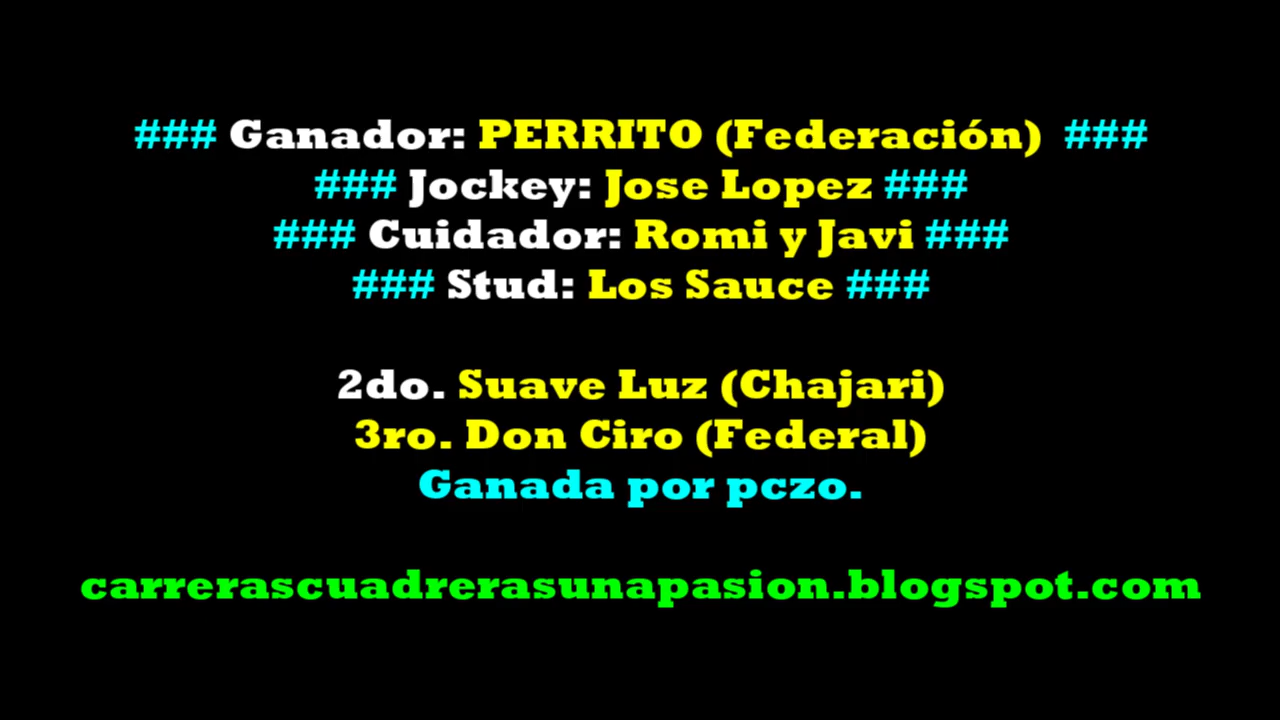 ### Ganador: PERRITO (Federación) ###
### Jockey: Jose Lopez ###
### Cuidador: Romi y Javi ###
### Stud: Los Sauce ###
2do. Suave Luz (Chajari)
3ro. Don Ciro (Federal)
Ganada por pczo.
carrerascuadrerasunapasion.blogspot.com